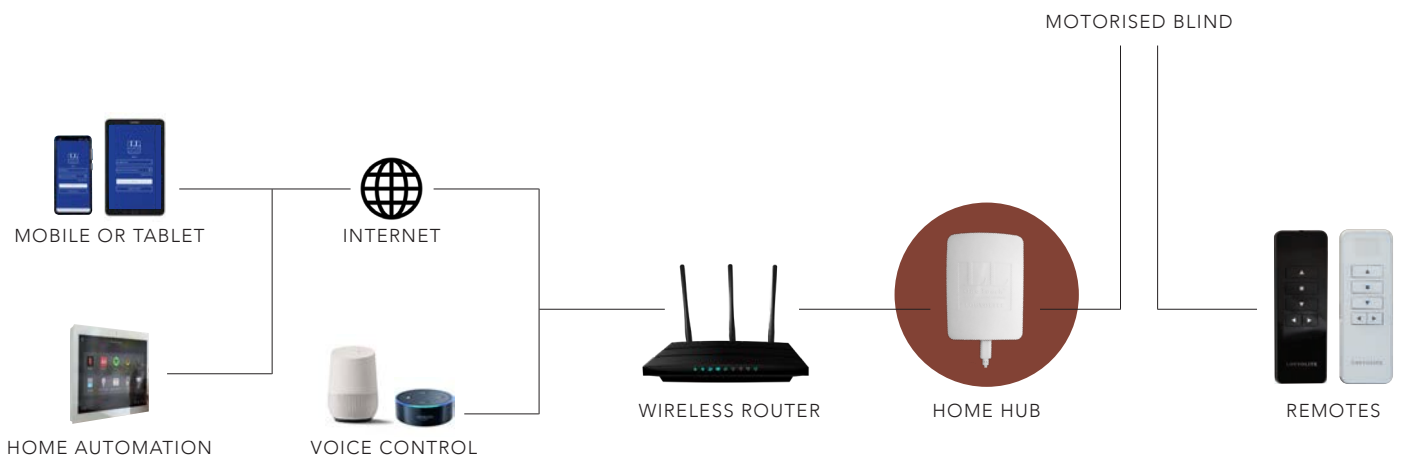 MOTORISED BLIND
MOBILE OR TABLET
INTERNET
HOME AUTOMATION
VOICE CONTROL
WIRELESS ROUTER
HOME HUB
REMOTES